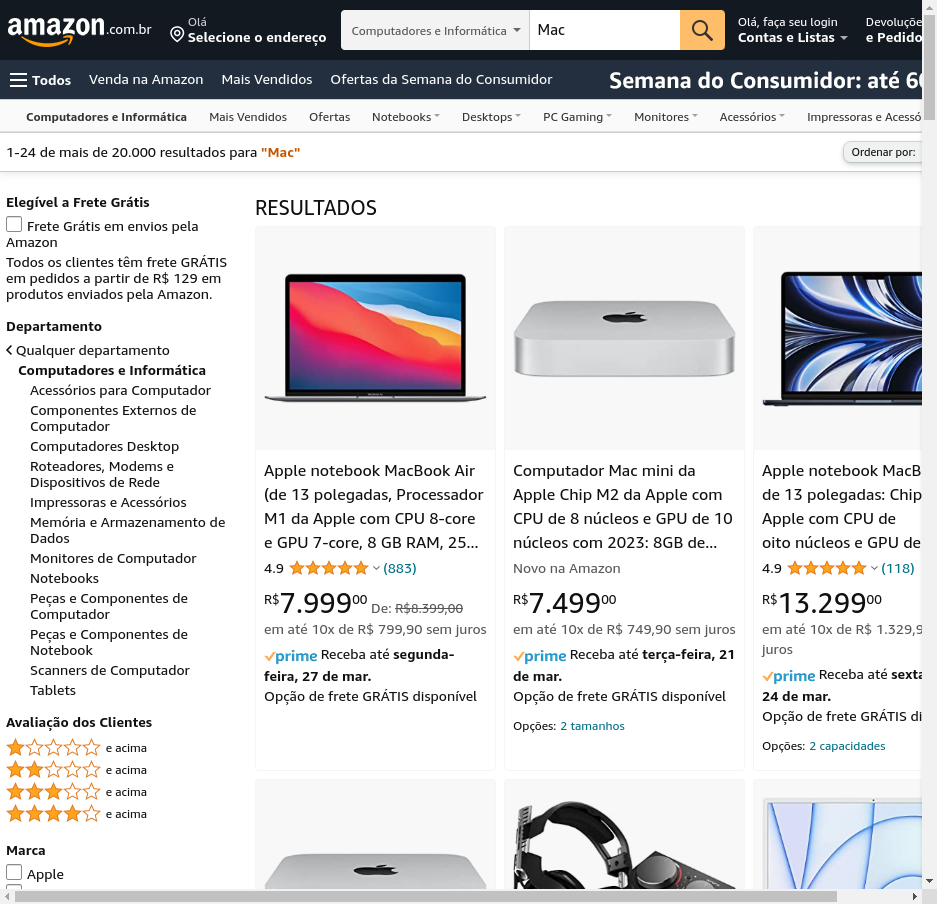 amazon.com.br
Olá
Selecione o endereço
Computadores e Informática
Mac
Olá, faça seu login
Contas e Listas
Devoluçõe
e Pedido
Todos
Venda na Amazon
Mais Vendidos
Ofertas da Semana do Consumidor
Semana do Consumidor: até 60
Computadores e Informática
Mais Vendidos
Ofertas
Notebooks
Desktops
PC Gaming
Monitores
Acessórios
Impressoras e Acessó
1-24 de mais de 20.000 resultados para "Mac"
Ordenar por:
Elegível a Frete Grátis
Frete Grátis em envios pela
Amazon
Todos os clientes têm frete GRÁTIS
em pedidos a partir de R$ 129 em
produtos enviados pela Amazon.
Departamento
Qualquer departamento
Computadores e Informática
Acessórios para Computador
Componentes Externos de
Computador
Computadores Desktop
Roteadores, Modems e
Dispositivos de Rede
Impressoras e Acessórios
Memória e Armazenamento de
Dados
Monitores de Computador
Notebooks
Peças e Componentes de
Computador
Peças e Componentes de
Notebook
Scanners de Computador
Tablets
Avaliação dos Clientes
e acima
e acima
e acima
e acima
Marca
Apple
RESULTADOS
Apple notebook MacBook Air
(de 13 polegadas, Processador
M1 da Apple com CPU 8-core
e GPU 7-core, 8 GB RAM, 25...
4.9 (883)
R$7.99900 De: R$8.399,00
em até 10x de R$ 799,90 sem juros
prime Receba até segunda-
feira, 27 de mar.
Opção de frete GRÁTIS disponível
Computador Mac mini da
Apple Chip M2 da Apple com
CPU de 8 núcleos e GPU de 10
núcleos com 2023: 8GB de...
Novo na Amazon
R$7.49900
em até 10x de R$ 749,90 sem juros
prime Receba até terça-feira, 21
de mar.
Opção de frete GRÁTIS disponível
Opções: 2 tamanhos
Apple notebook MacB
de 13 polegadas: Chip
Apple com CPU de
oito núcleos e GPU de
4.9 (118)
R$13.29900
em até 10x de R$ 1.329,9
juros
prime Receba até sexta
24 de mar.
Opção de frete GRÁTIS di
Opções: 2 capacidades